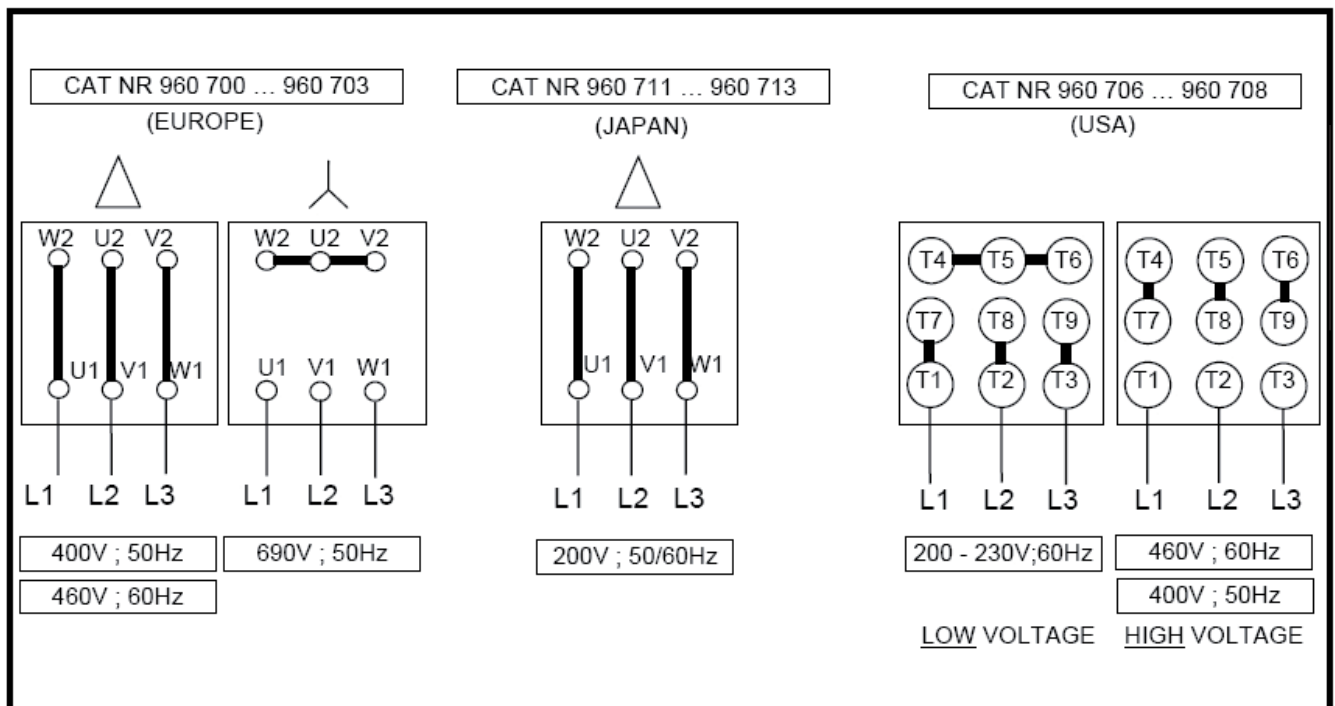 CAT NR 960 700 ... 960 703
(EUROPE)
W2 U2 V2
U1 V1 W1
L1 L2 L3
400V ; 50Hz
460V ; 60Hz
W2 U2 V2
U1 V1 W1
L1 L2 L3
690V ; 50Hz
CAT NR 960 711 ... 960 713
(JAPAN)
W2 U2 V2
U1 V1 W1
L1 L2 L3
200V ; 50/60Hz
CAT NR 960 706 ... 960 708
(USA)
T4 T5 T6
T7 T8 T9
T1 T2 T3
L1 L2 L3
200 - 230V;60Hz
LOW VOLTAGE
T4 T5 T6
T7 T8 T9
T1 T2 T3
L1 L2 L3
460V ; 60Hz
400V ; 50Hz
HIGH VOLTAGE